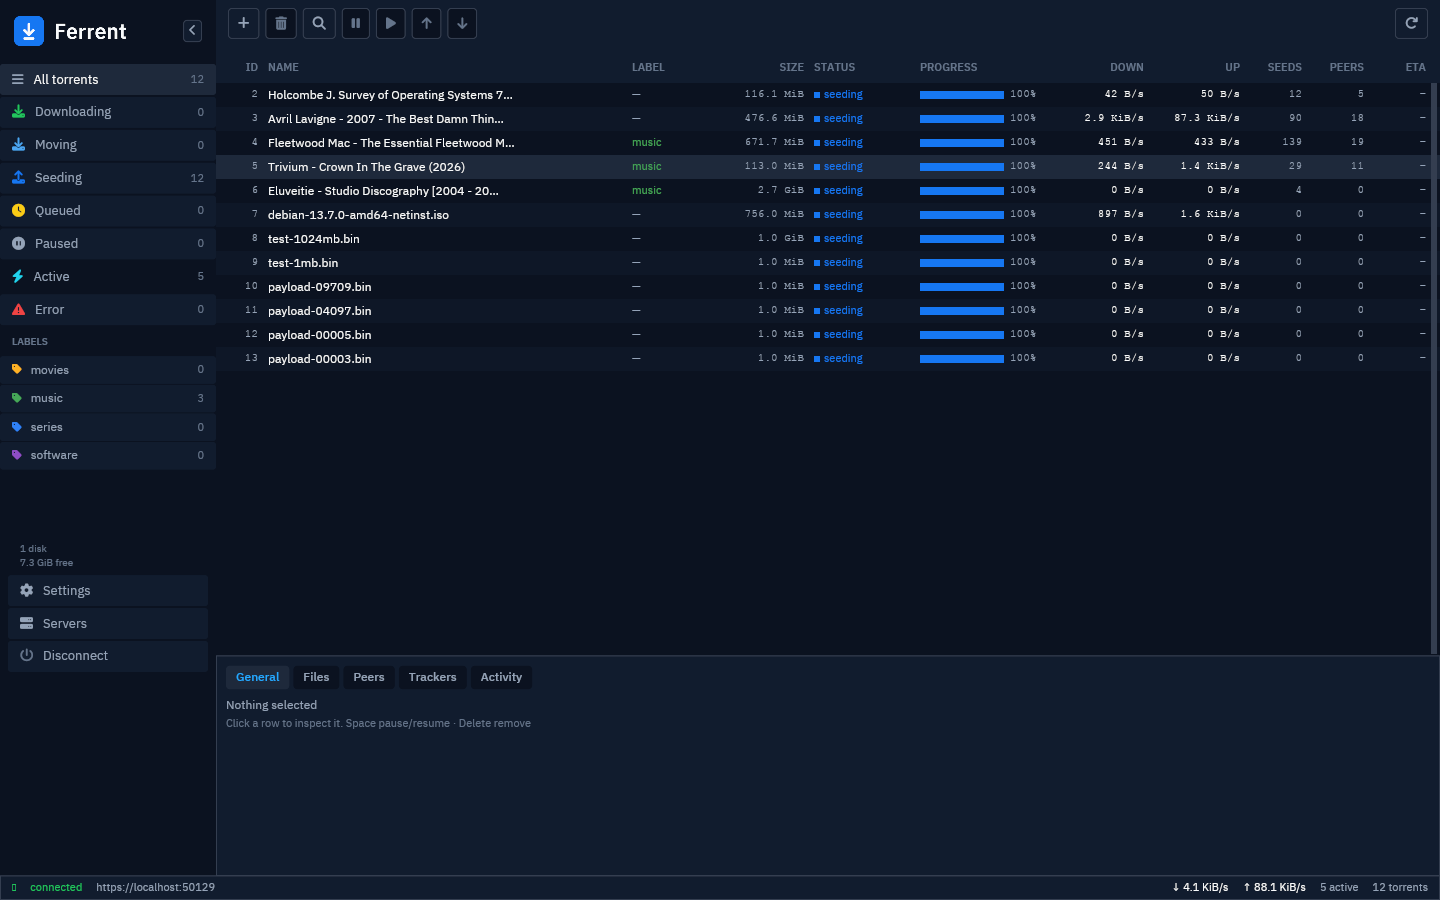 Ferrent
All torrents 12
Downloading 0
Moving 0
Seeding 12
Queued 0
Paused 0
Active 5
Error 0
LABELS
movies 0
music 3
series 0
software 0
1 disk
7.3 GiB free
Settings
Servers
Disconnect
ID NAME LABEL SIZE STATUS PROGRESS DOWN UP SEEDS PEERS ETA
2 Holcombe J. Survey of Operating Systems 7... — 116.1 MiB seeding 100% 42 B/s 50 B/s 12 5 —
3 Avril Lavigne - 2007 - The Best Damn Thin... — 476.6 MiB seeding 100% 2.9 KiB/s 87.3 KiB/s 90 18 —
4 Fleetwood Mac - The Essential Fleetwood M... music 671.7 MiB seeding 100% 451 B/s 433 B/s 139 19 —
5 Trivium - Crown In The Grave (2026) music 113.0 MiB seeding 100% 244 B/s 1.4 KiB/s 29 11 —
6 Eluveitie - Studio Discography [2004 - 20... music 2.7 GiB seeding 100% 0 B/s 0 B/s 4 0 —
7 debian-13.7.0-amd64-netinst.iso — 756.0 MiB seeding 100% 897 B/s 1.6 KiB/s 0 0 —
8 test-1024mb.bin — 1.0 GiB seeding 100% 0 B/s 0 B/s 0 0 —
9 test-1mb.bin — 1.0 MiB seeding 100% 0 B/s 0 B/s 0 0 —
10 payload-09709.bin — 1.0 MiB seeding 100% 0 B/s 0 B/s 0 0 —
11 payload-04097.bin — 1.0 MiB seeding 100% 0 B/s 0 B/s 0 0 —
12 payload-00005.bin — 1.0 MiB seeding 100% 0 B/s 0 B/s 0 0 —
13 payload-00003.bin — 1.0 MiB seeding 100% 0 B/s 0 B/s 0 0 —
General Files Peers Trackers Activity
Nothing selected
Click a row to inspect it. Space pause/resume · Delete remove
connected https://localhost:50129 ↓ 4.1 KiB/s ↑ 88.1 KiB/s 5 active 12 torrents